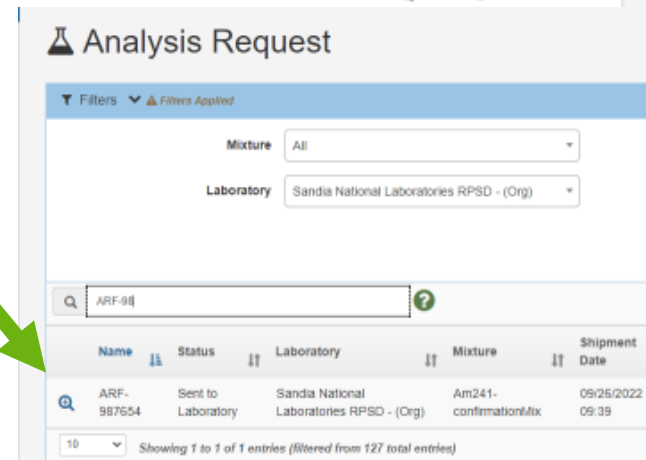 Analysis Request
Filters Filters Applied
Mixture All
Laboratory Sandia National Laboratories RPSD - (Org)
ARF-98
Name Status Laboratory Mixture Shipment Date
ARF-987654 Sent to Laboratory Sandia National Laboratories RPSD - (Org) Am241-confirmationMix 09/26/2022 09:39
10 Showing 1 to 1 of 1 entries (filtered from 127 total entries)